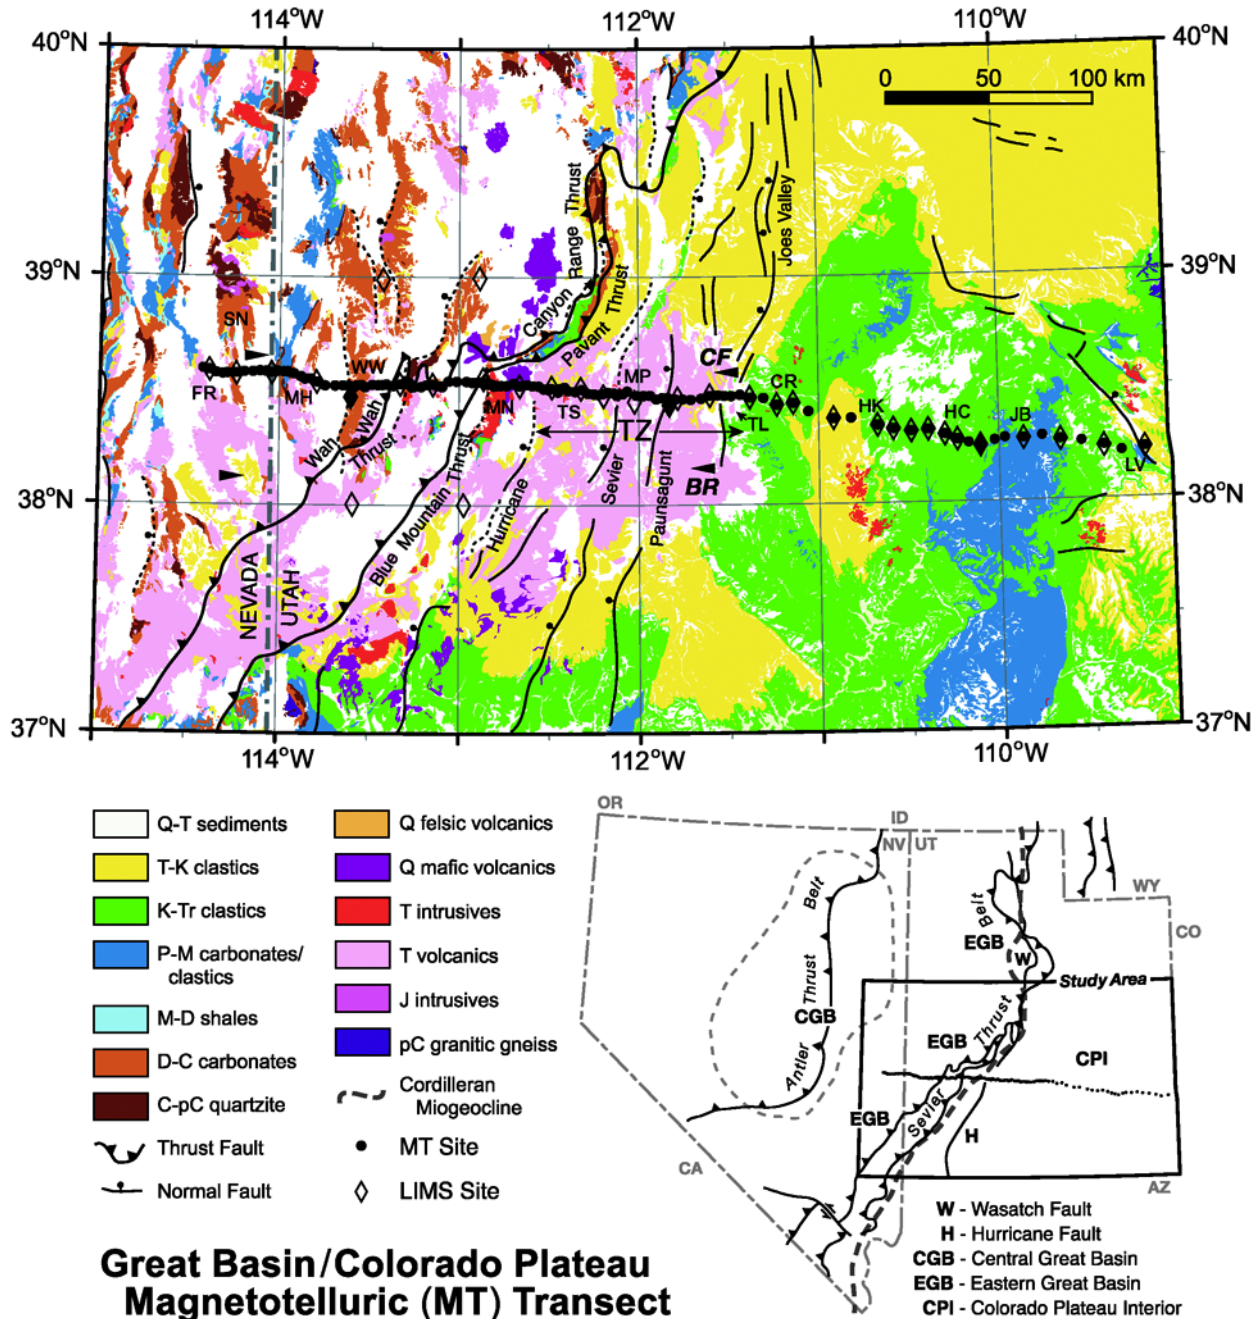 114°W
112°W
110°W
40°N
40°N
0
50
100 km
Joes Valley
Canyon Range Thrust
Pavant Thrust
39°N
39°N
SN
CF
FR
MH
WW
MN
TS
MP
CR
TL
HK
HC
JB
LV
TZ
Wah Wah
Thrust
BR
38°N
38°N
Blue Mountain Thrust
Hurricane
Sevier
Paunsagunt
NEVADA
UTAH
37°N
37°N
114°W
112°W
110°W
Q-T sediments
T-K clastics
K-Tr clastics
P-M carbonates/
clastics
M-D shales
D-C carbonates
C-pC quartzite
Thrust Fault
Normal Fault
Q felsic volcanics
Q mafic volcanics
T intrusives
T volcanics
J intrusives
pC granitic gneiss
Cordilleran
Miogeocline
MT Site
LIMS Site
Great Basin/Colorado Plateau
Magnetotelluric (MT) Transect
OR
ID
NV
UT
WY
CO
Antler Thrust Belt
CGB
EGB
W
Study Area
Sevier Thrust Belt
EGB
CPI
EGB
H
CA
AZ
W - Wasatch Fault
H - Hurricane Fault
CGB - Central Great Basin
EGB - Eastern Great Basin
CPI - Colorado Plateau Interior